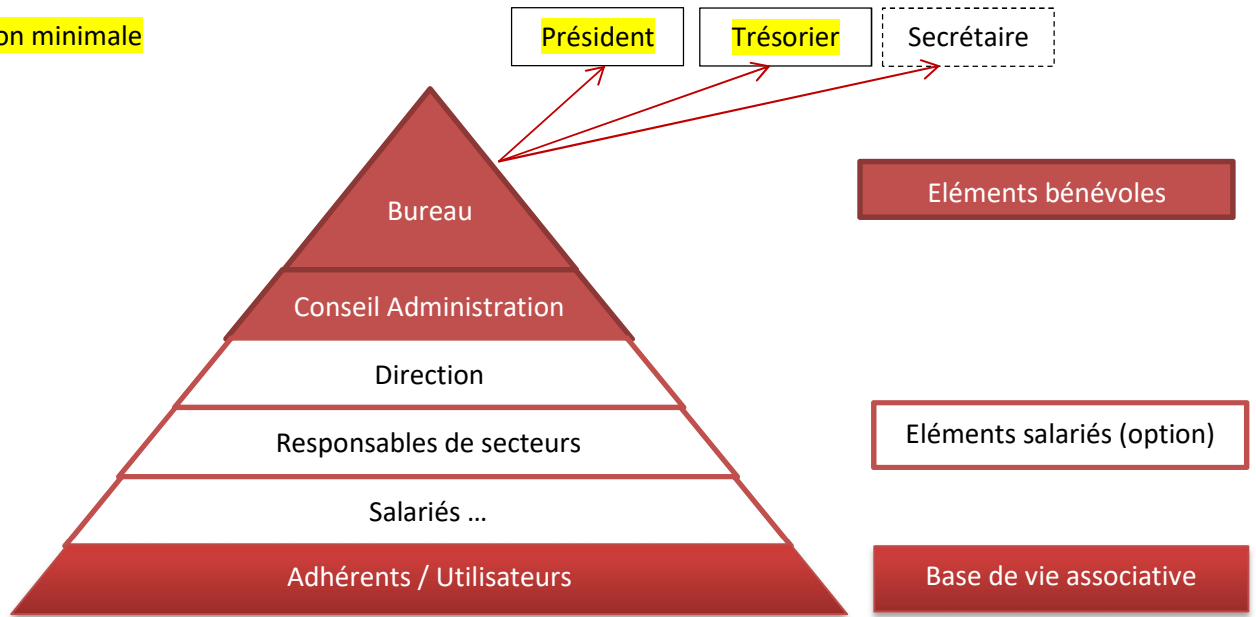 on minimale
Président
Trésorier
Secrétaire
Bureau
Eléments bénévoles
Conseil Administration
Direction
Responsables de secteurs
Eléments salariés (option)
Salariés ...
Adhérents / Utilisateurs
Base de vie associative